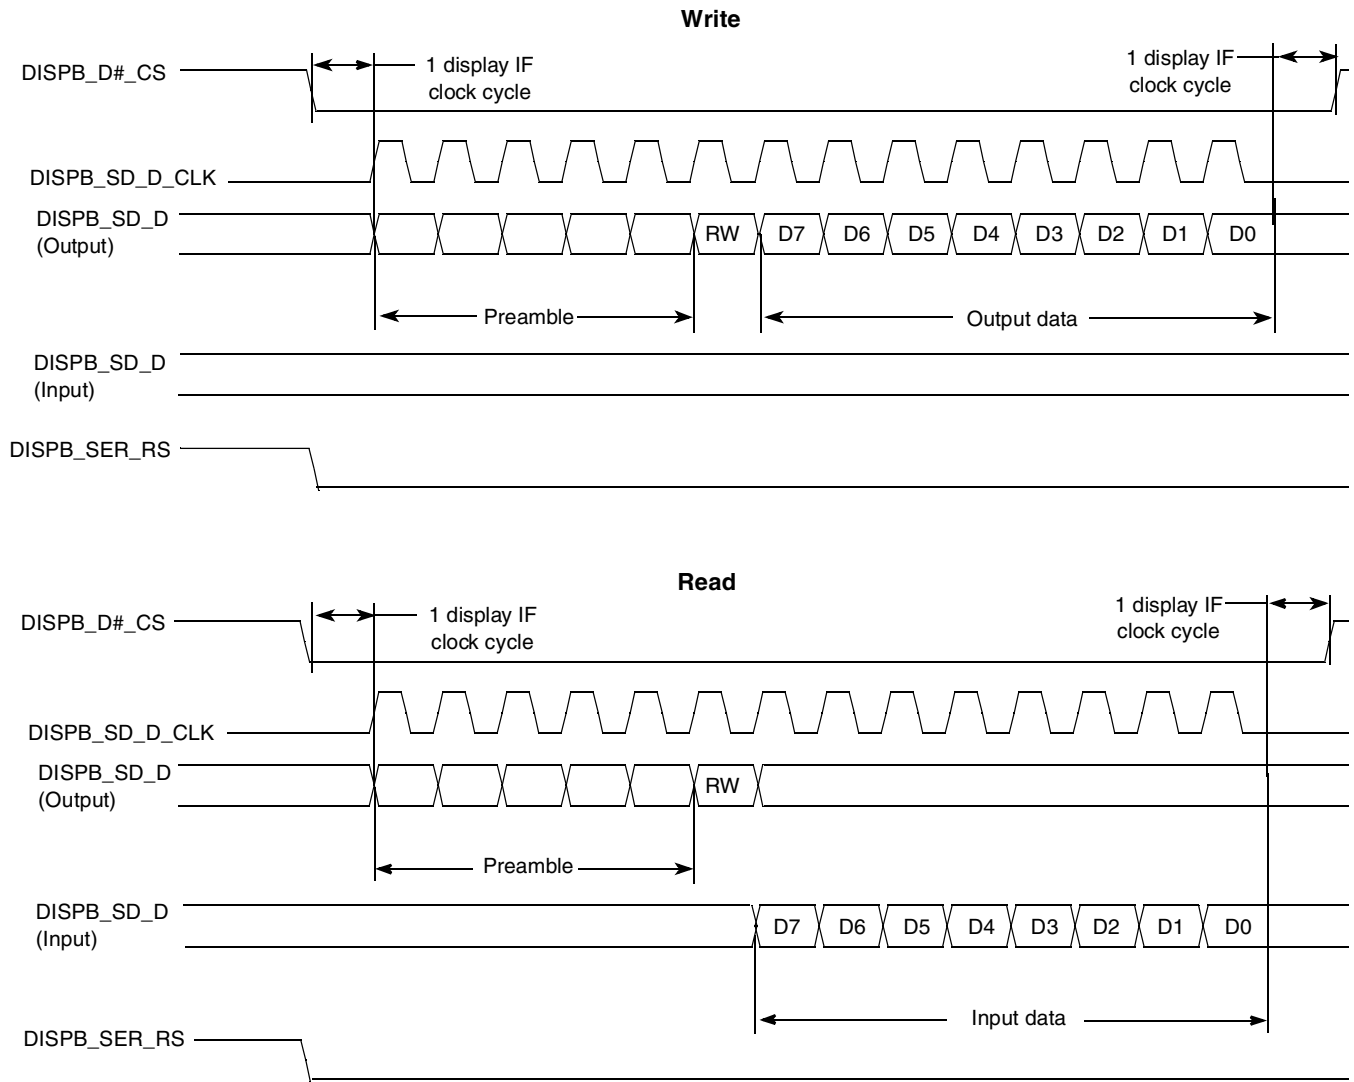 Write
DISPB_D#_CS
1 display IF
clock cycle
1 display IF
clock cycle
DISPB_SD_D_CLK
DISPB_SD_D
(Output)
RW D7 D6 D5 D4 D3 D2 D1 D0
Preamble
Output data
DISPB_SD_D
(Input)
DISPB_SER_RS
Read
DISPB_D#_CS
1 display IF
clock cycle
1 display IF
clock cycle
DISPB_SD_D_CLK
DISPB_SD_D
(Output)
RW
Preamble
DISPB_SD_D
(Input)
D7 D6 D5 D4 D3 D2 D1 D0
Input data
DISPB_SER_RS